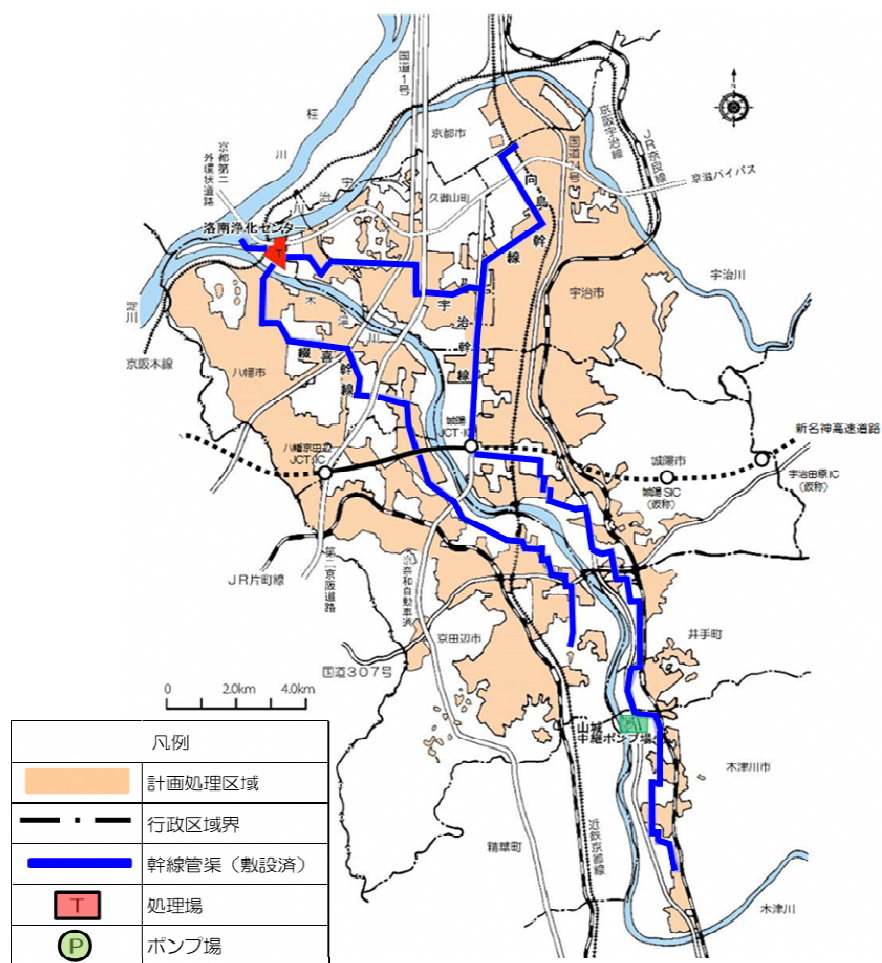 国道1号
桂
川
京都市
京都第二
外環状道路
宇
治
川
京阪宇治線
JR奈良線
国道24号
京滋バイパス
向島幹線
久御山町
洛南浄化センター
T
宇治川
木
津
川
宇治市
宇治幹線
淀川
京阪本線
八幡市
綴喜幹線
城陽
JCT・IC
新名神高速道路
八幡京田辺
JCT・IC
城陽市
城陽SIC
(仮称)
宇治田原IC
(仮称)
JR片町線
第二京阪道路
京奈和自動車道
京田辺市
井手町
国道307号
0 2.0km 4.0km
P
山城
中継ポンプ場
木津川市
精華町
近鉄京都線
木津川
凡例
計画処理区域
行政区域界
幹線管渠(敷設済)
T 処理場
P ポンプ場
N